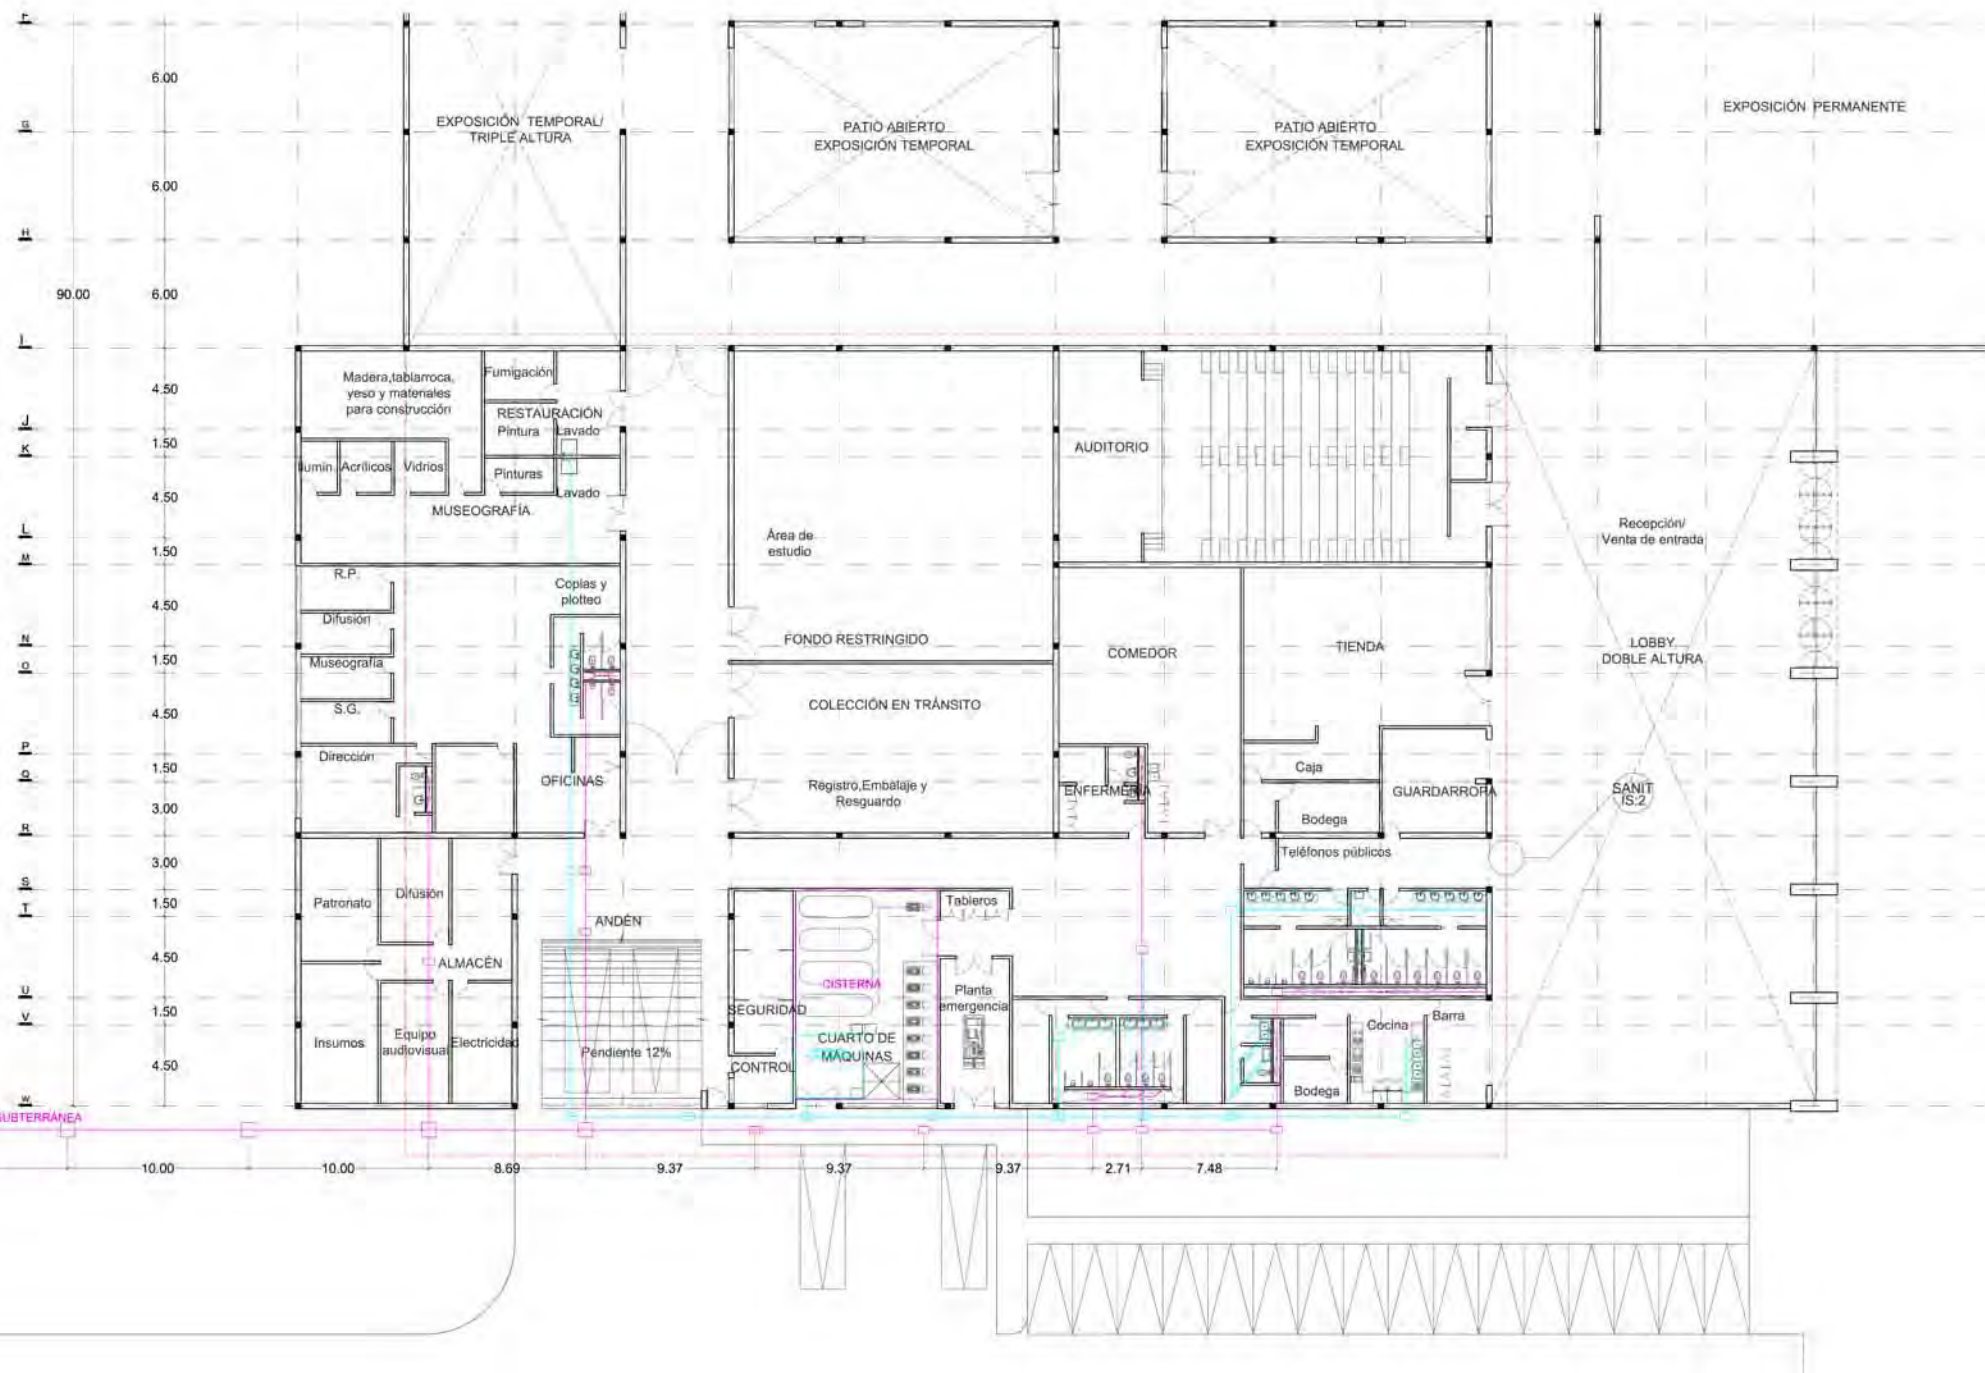 F
6.00
G
6.00
H
90.00
6.00
I
4.50
J
1.50
K
4.50
L
1.50
M
4.50
N
1.50
O
4.50
P
1.50
Q
3.00
R
3.00
S
1.50
T
4.50
U
1.50
V
4.50
W
EXPOSICIÓN TEMPORAL/
TRIPLE ALTURA
PATIO ABIERTO
EXPOSICIÓN TEMPORAL
PATIO ABIERTO
EXPOSICIÓN TEMPORAL
EXPOSICIÓN PERMANENTE
Madera,tablarroca,
yeso y materiales
para construcción
Fumigación
RESTAURACIÓN
Pintura
Lavado
Ilumin.
Acrílicos
Vidrios
Pinturas
Lavado
MUSEOGRAFÍA
Área de
estudio
FONDO RESTRINGIDO
AUDITORIO
Recepción/
Venta de entrada
R.P.
Difusión
Museografía
S.G.
Dirección
Copias y
plotteo
OFICINAS
COLECCIÓN EN TRÁNSITO
Registro,Embalaje y
Resguardo
COMEDOR
TIENDA
LOBBY
DOBLE ALTURA
ENFERMERÍA
Caja
Bodega
GUARDARROPA
SANIT
IS:2
Teléfonos públicos
Patronato
Difusión
ALMACÉN
Insumos
Equipo
audiovisual
Electricidad
ANDÉN
Pendiente 12%
SEGURIDAD
CONTROL
CISTERNA
CUARTO DE
MÁQUINAS
Tableros
Planta
emergencia
Cocina
Barra
Bodega
SUBTERRÁNEA
10.00
10.00
8.69
9.37
9.37
9.37
2.71
7.48